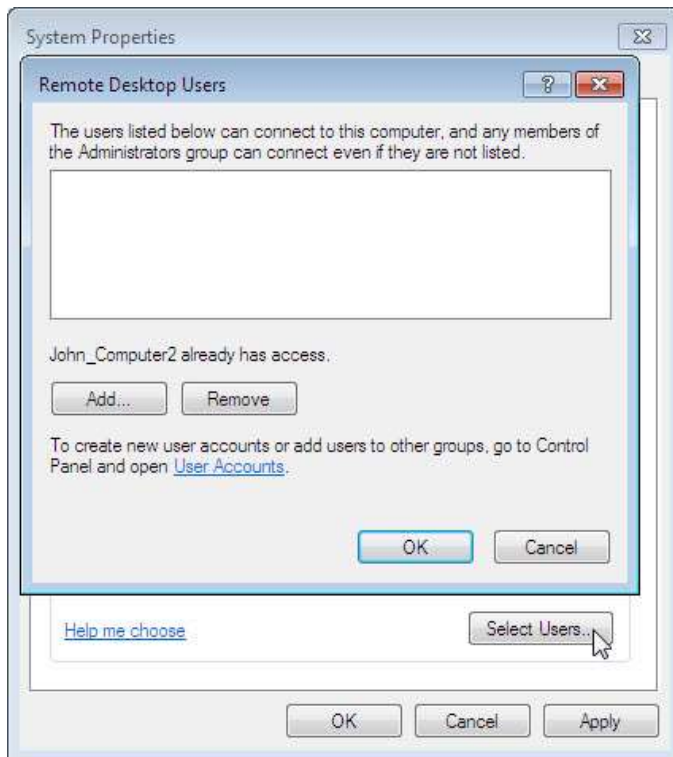 System Properties
Remote Desktop Users
?
The users listed below can connect to this computer, and any members of
the Administrators group can connect even if they are not listed.
John_Computer2 already has access.
Add... Remove
To create new user accounts or add users to other groups, go to Control
Panel and open User Accounts.
OK Cancel
Help me choose Select Users...
OK Cancel Apply